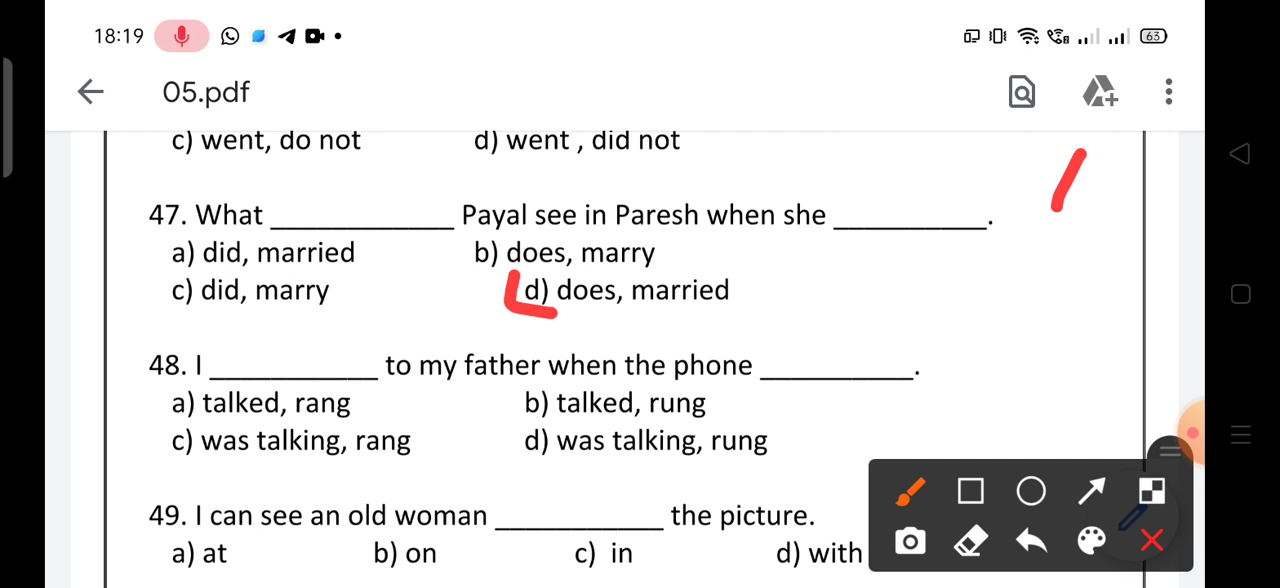 18:19 63
05.pdf
c) went, do not d) went , did not
47. What ____________ Payal see in Paresh when she __________.
a) did, married b) does, marry
c) did, marry d) does, married
48. I ___________ to my father when the phone __________.
a) talked, rang b) talked, rung
c) was talking, rang d) was talking, rung
49. I can see an old woman ___________ the picture.
a) at b) on c) in d) with